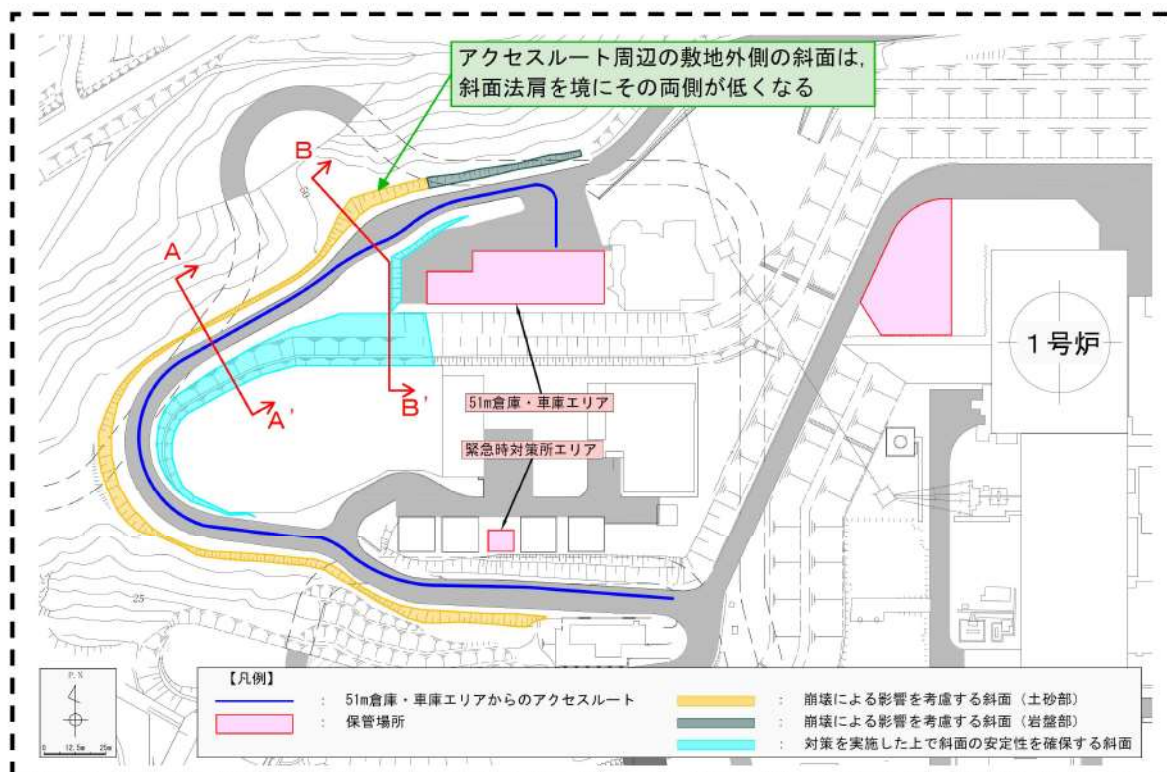 アクセスルート周辺の敷地外側の斜面は,
斜面法肩を境にその両側が低くなる
B
50
A
1号炉
51m倉庫・車庫エリア
A'
B'
緊急時対策所エリア
25
P.N
0 12.5m 25m
【凡例】
: 51m倉庫・車庫エリアからのアクセスルート
: 保管場所
: 崩壊による影響を考慮する斜面（土砂部）
: 崩壊による影響を考慮する斜面（岩盤部）
: 対策を実施した上で斜面の安定性を確保する斜面